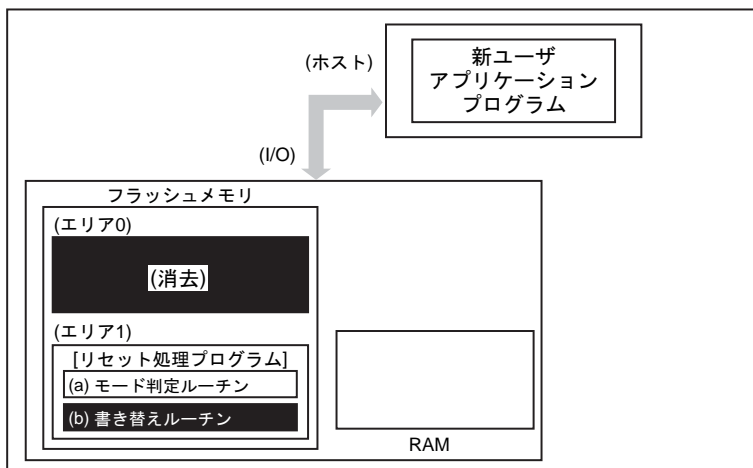 (ホスト)
新ユーザ
アプリケーション
プログラム
(I/O)
フラッシュメモリ
(エリア0)
(消去)
(エリア1)
[リセット処理プログラム]
(a) モード判定ルーチン
(b) 書き替えルーチン
RAM